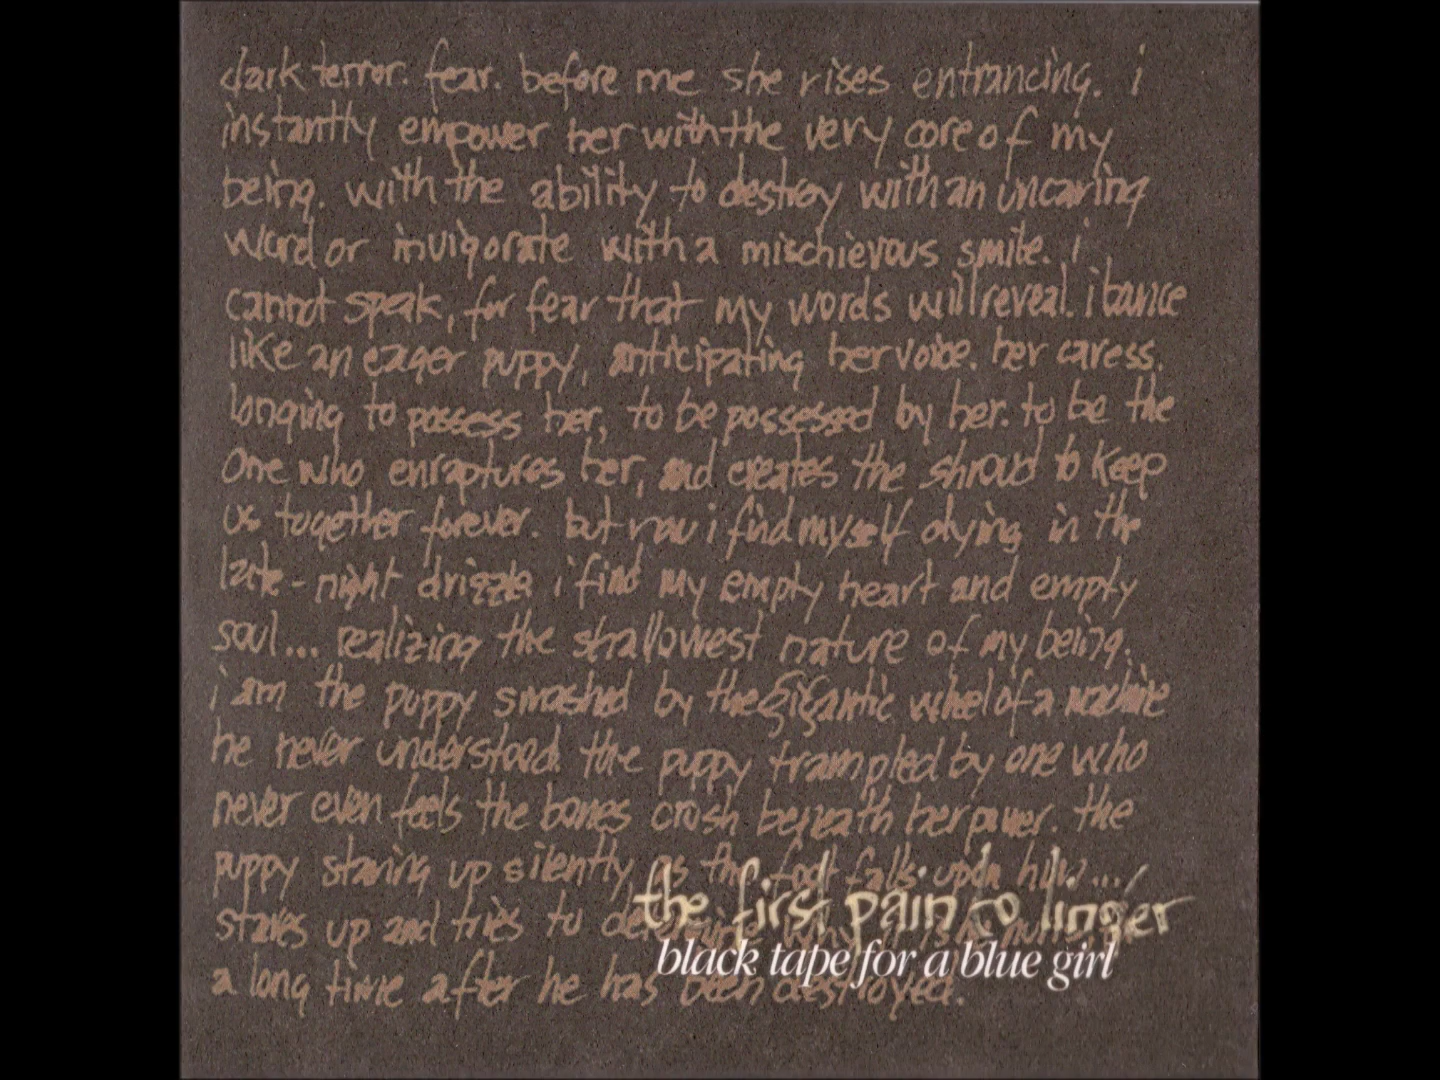 dark terror. fear. before me she rises entrancing. i
instantly empower her with the very core of my
being. with the ability to destroy with an uncaring
word or invigorate with a mischievous smile. i
cannot speak, for fear that my words will reveal. i bounce
like an eager puppy, anticipating her voice. her caress.
longing to possess her, to be possessed by her. to be the
one who enraptures her, and creates the shroud to keep
us together forever. but now i find myself dying in the
late-night drizzle i find my empty heart and empty
soul... realizing the shallowest nature of my being.
i am the puppy smashed by the gigantic wheel of a machine
he never understood. the puppy trampled by one who
never even feels the bones crush beneath her power. the
puppy staring up silently as the foot falls upon him...
the first pain to linger
stares up and tries to determine why
black tape for a blue girl
a long time after he has been destroyed.